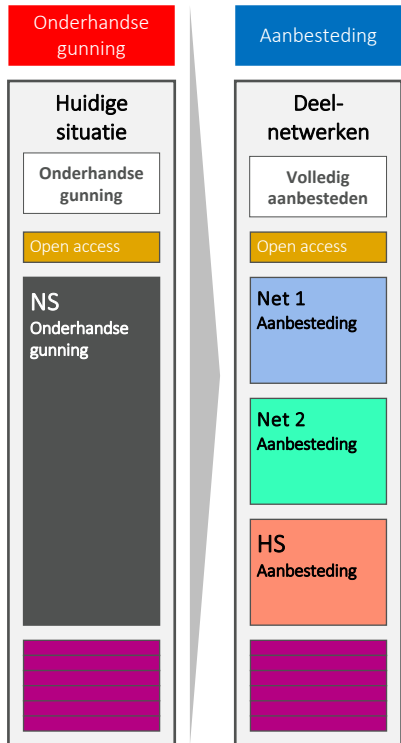 Onderhandse
gunning
Huidige
situatie
Onderhandse
gunning
Open access
NS
Onderhandse
gunning
Aanbesteding
Deel-
netwerken
Volledig
aanbesteden
Open access
Net 1
Aanbesteding
Net 2
Aanbesteding
HS
Aanbesteding